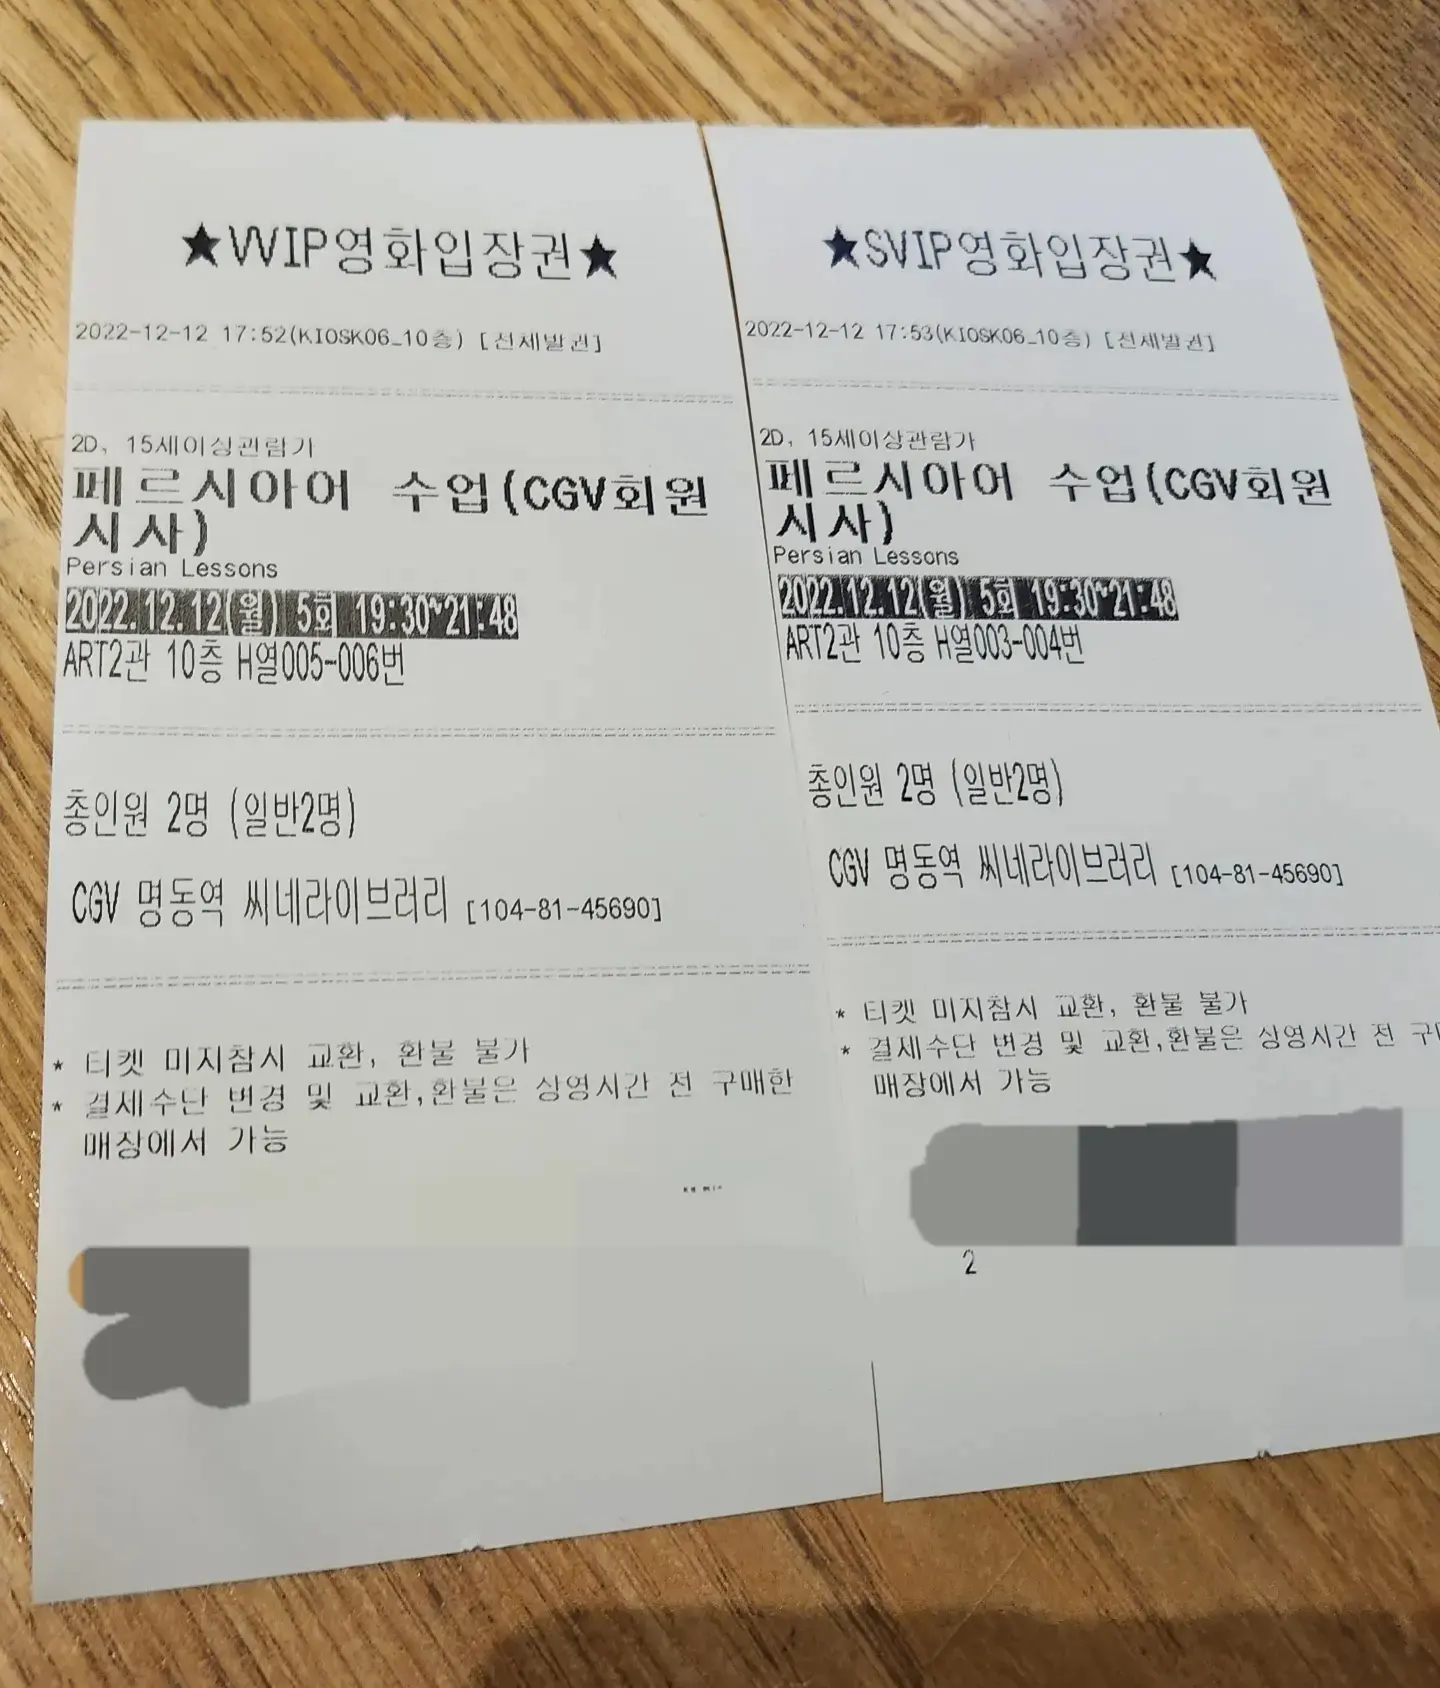 ★VVIP영화입장권★
2022-12-12 17:52(KIOSK06_10층) [전체발권]
2D, 15세이상관람가
페르시아어 수업(CGV회원
시사)
Persian Lessons
2022.12.12(월) 5회 19:30~21:48
ART2관 10층 H열005-006번
총인원 2명 (일반2명)
CGV 명동역 씨네라이브러리 [104-81-45690]
* 티켓 미지참시 교환, 환불 불가
* 결제수단 변경 및 교환,환불은 상영시간 전 구매한
매장에서 가능
★SVIP영화입장권★
2022-12-12 17:53(KIOSK06_10층) [전체발권]
2D, 15세이상관람가
페르시아어 수업(CGV회원
시사)
Persian Lessons
2022.12.12(월) 5회 19:30~21:48
ART2관 10층 H열003-004번
총인원 2명 (일반2명)
CGV 명동역 씨네라이브러리 [104-81-45690]
* 티켓 미지참시 교환, 환불 불가
* 결제수단 변경 및 교환,환불은 상영시간 전 구
매장에서 가능
2